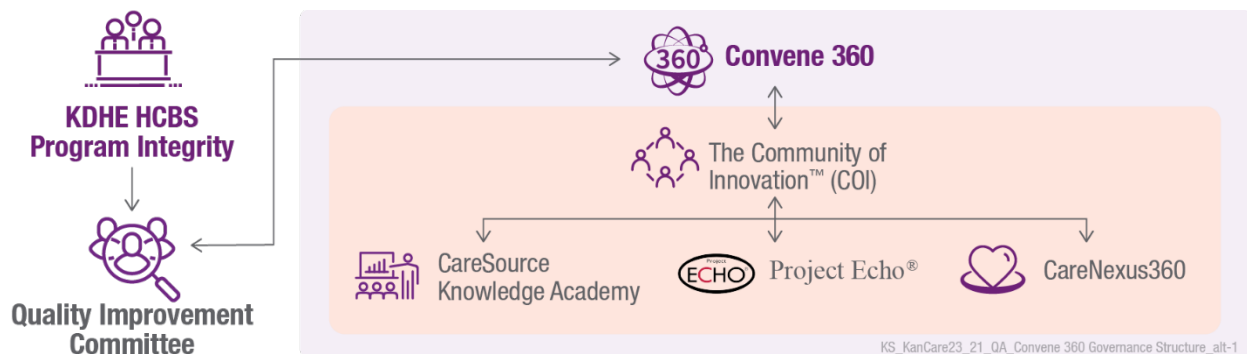 KDHE HCBS
Program Integrity
Quality Improvement
Committee
360
Convene 360
The Community of
Innovation™ (COI)
CareSource
Knowledge Academy
Project
ECHO
Project Echo®
CareNexus360
KS_KanCare23_21_QA_Convene 360 Governance Structure_alt-1